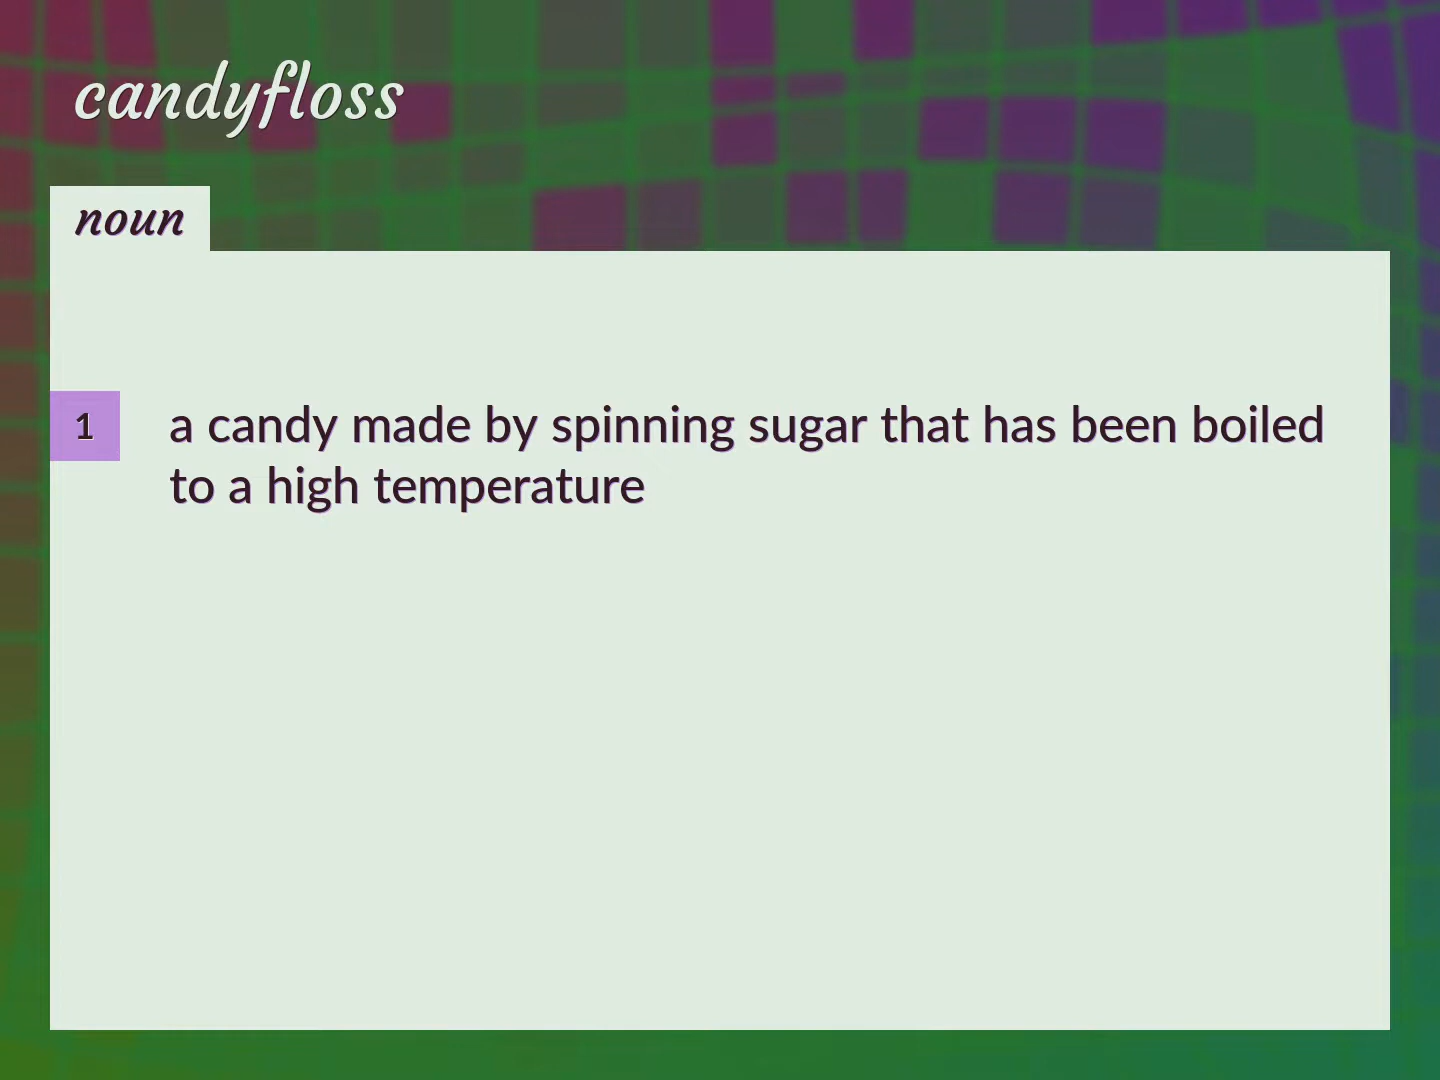 candyfloss
noun
1
a candy made by spinning sugar that has been boiled
to a high temperature